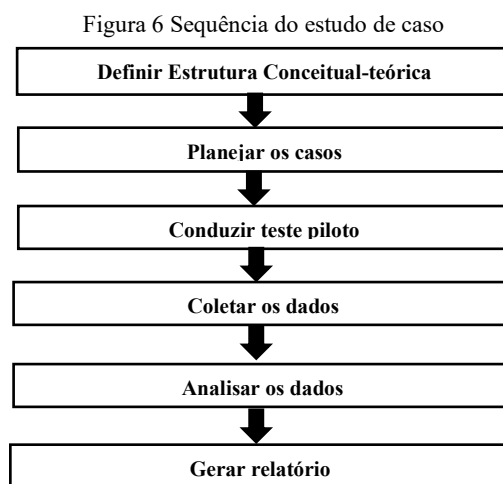 Figura 6 Sequência do estudo de caso
Definir Estrutura Conceitual-teórica
Planejar os casos
Conduzir teste piloto
Coletar os dados
Analisar os dados
Gerar relatório